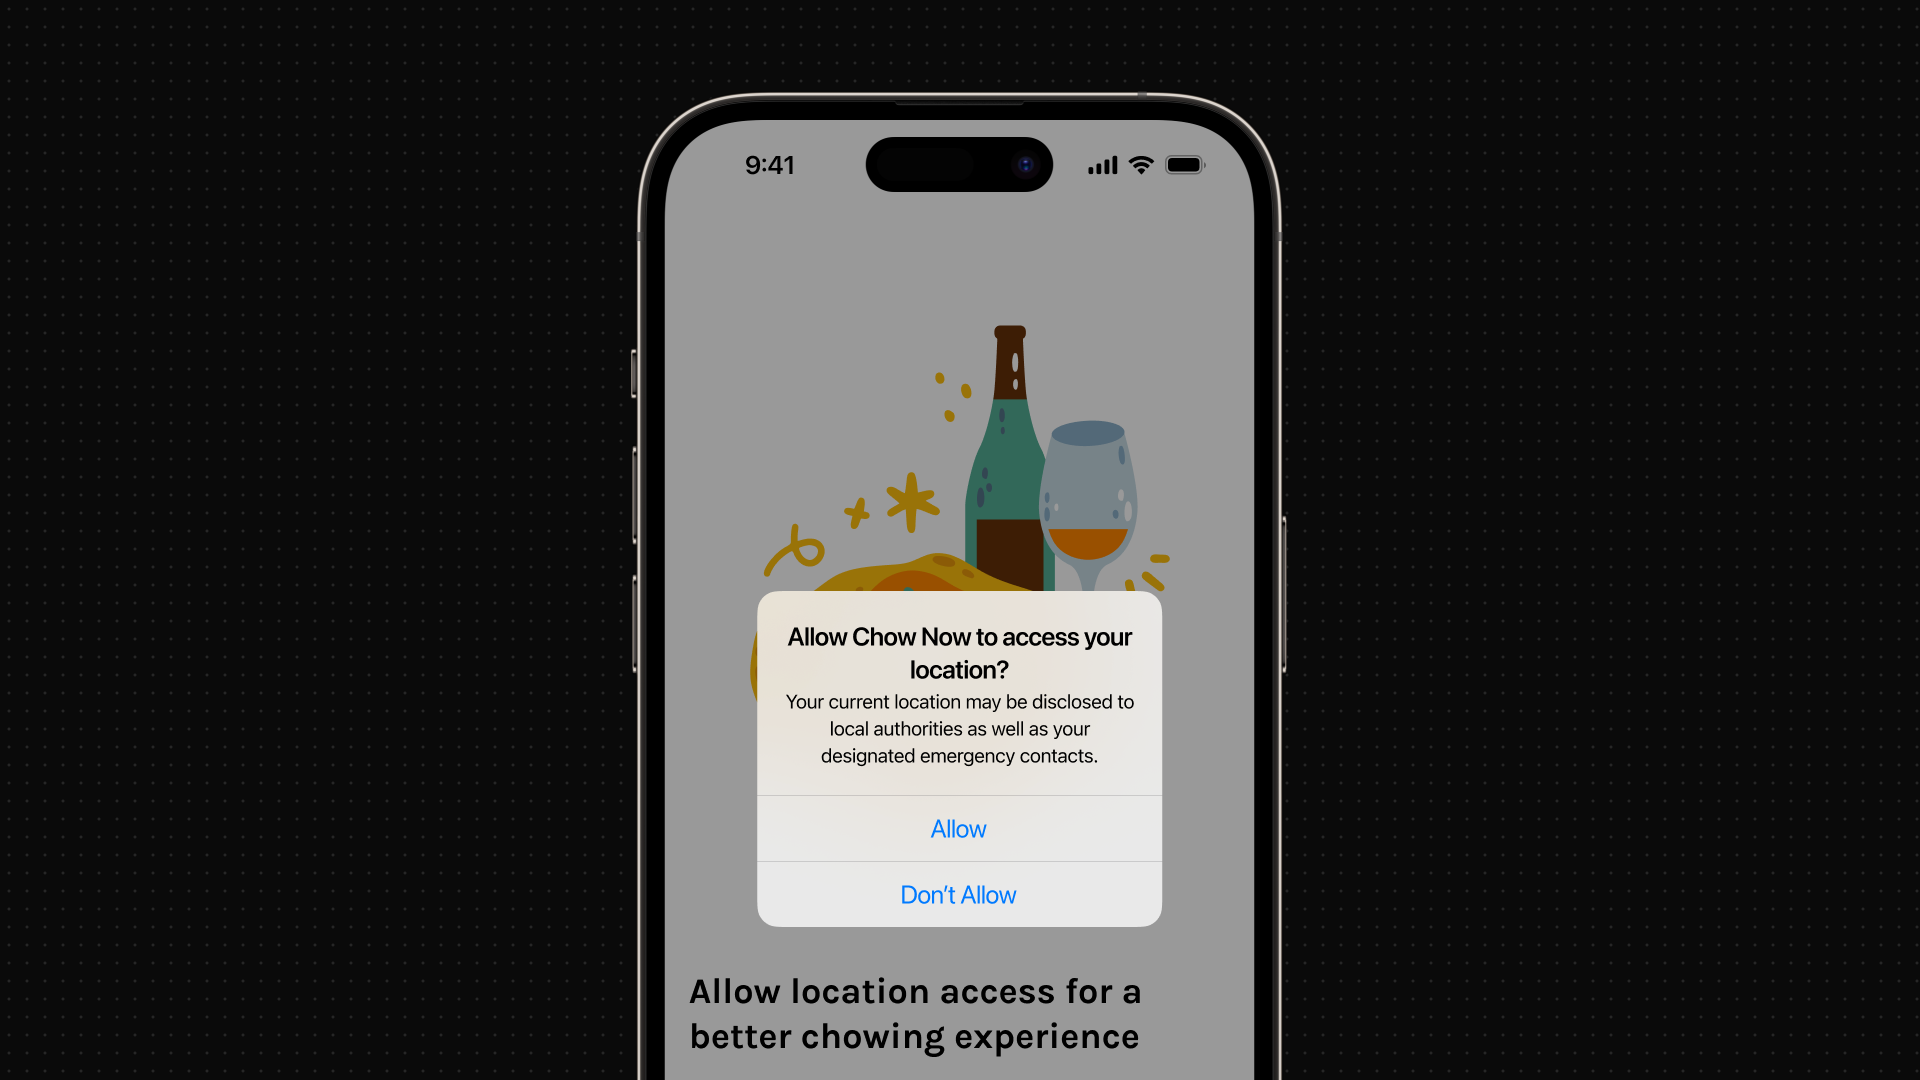 9:41
Allow Chow Now to access your
location?
Your current location may be disclosed to
local authorities as well as your
designated emergency contacts.
Allow
Don’t Allow
Allow location access for a
better chowing experience